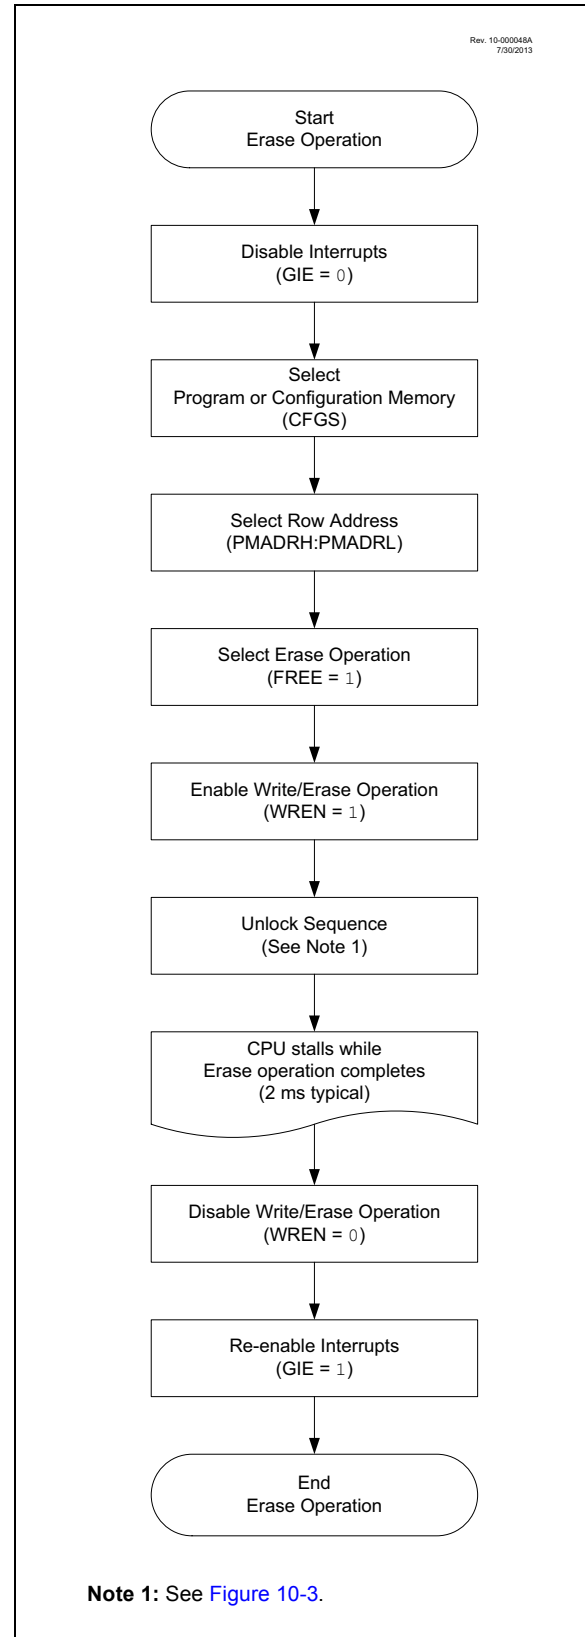 Rev. 10-000048A
7/30/2013
Start
Erase Operation
Disable Interrupts
(GIE = 0)
Select
Program or Configuration Memory
(CFGS)
Select Row Address
(PMADRH:PMADRL)
Select Erase Operation
(FREE = 1)
Enable Write/Erase Operation
(WREN = 1)
Unlock Sequence
(See Note 1)
CPU stalls while
Erase operation completes
(2 ms typical)
Disable Write/Erase Operation
(WREN = 0)
Re-enable Interrupts
(GIE = 1)
End
Erase Operation
Note 1: See Figure 10-3.